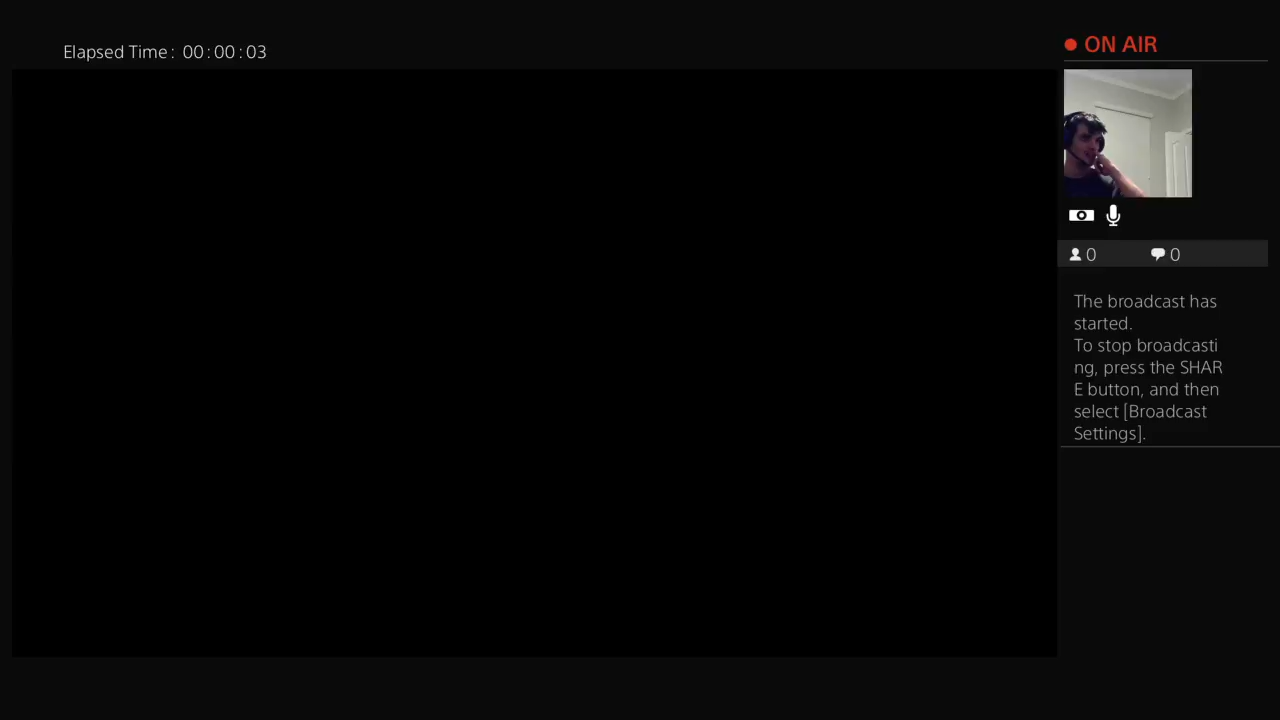 Elapsed Time: 00:00:03
ON AIR
0 0
The broadcast has
started.
To stop broadcasti
ng, press the SHAR
E button, and then
select [Broadcast
Settings].